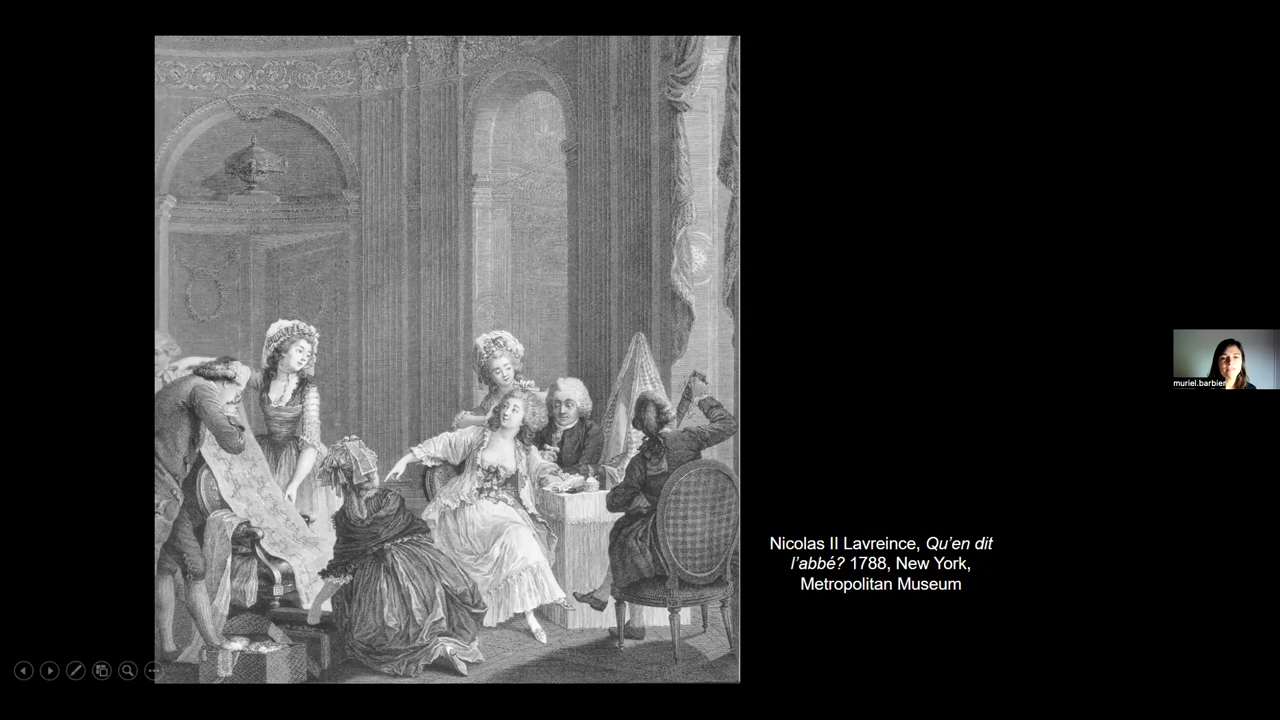 Nicolas II Lavreince, Qu’en dit
l’abbé? 1788, New York,
Metropolitan Museum
muriel.barbier